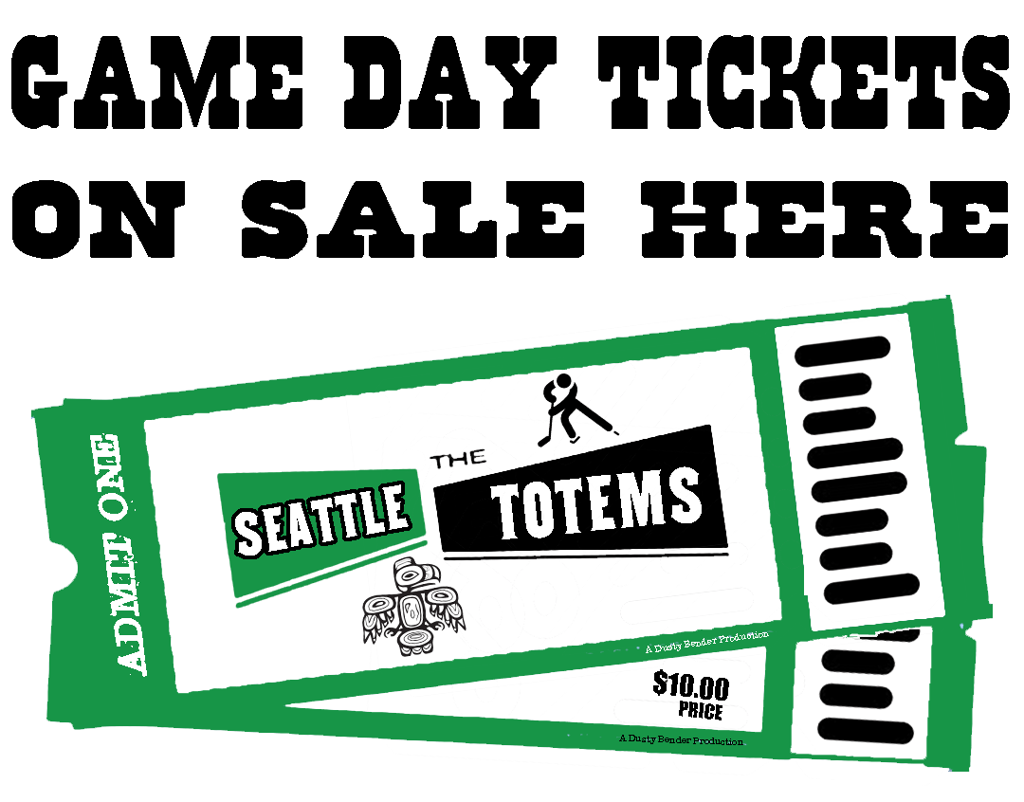 GAME DAY TICKETS
ON SALE HERE
ADMIT ONE
THE
SEATTLE
TOTEMS
A Dusty Bender Production
$10.00
PRICE
A Dusty Bender Production